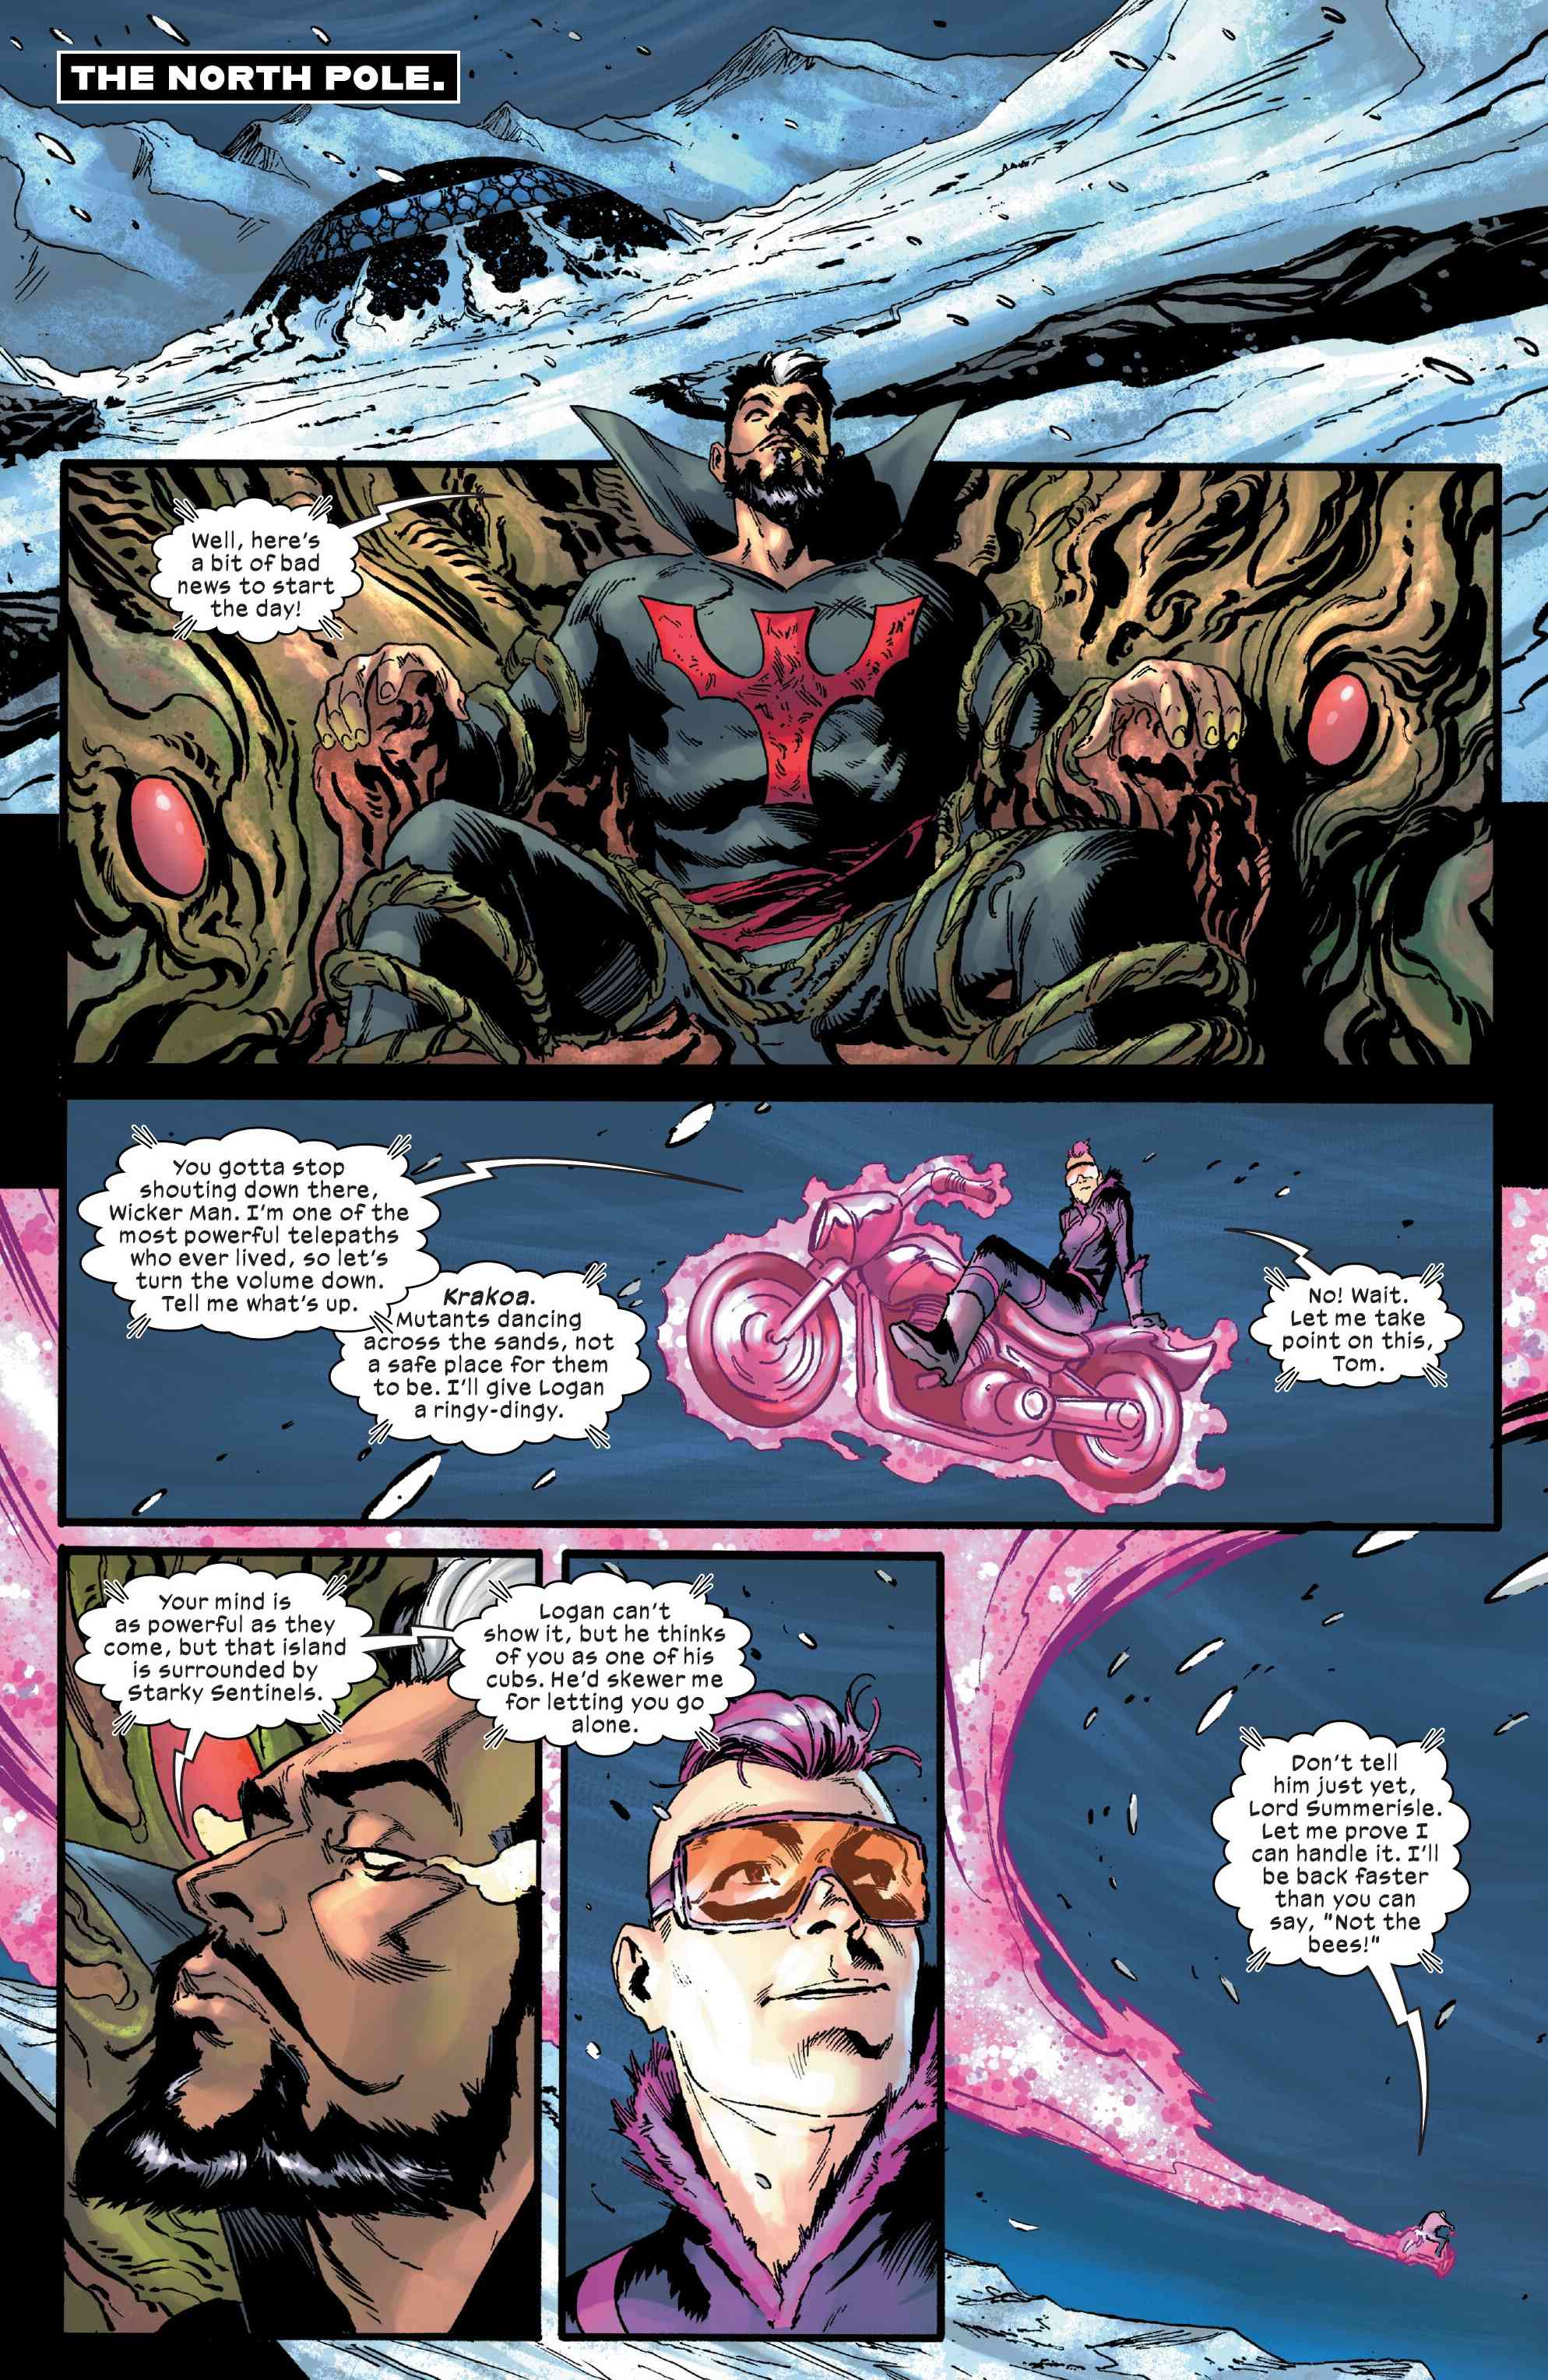 THE NORTH POLE.
Well, here's
a bit of bad
news to start
the day!
You gotta stop
shouting down there,
Wicker Man. I'm one of the
most powerful telepaths
who ever lived, so let's
turn the volume down.
Tell me what's up.
Krakoa.
Mutants dancing
across the sands, not
a safe place for them
to be. I'll give Logan
a ringy-dingy.
No! Wait.
Let me take
point on this,
Tom.
Your mind is
as powerful as they
come, but that island
is surrounded by
Starky Sentinels.
Logan can't
show it, but he thinks
of you as one of his
cubs. He'd skewer me
for letting you go
alone.
Don't tell
him just yet,
Lord Summerisle.
Let me prove I
can handle it. I'll
be back faster
than you can
say, "Not the
bees!"